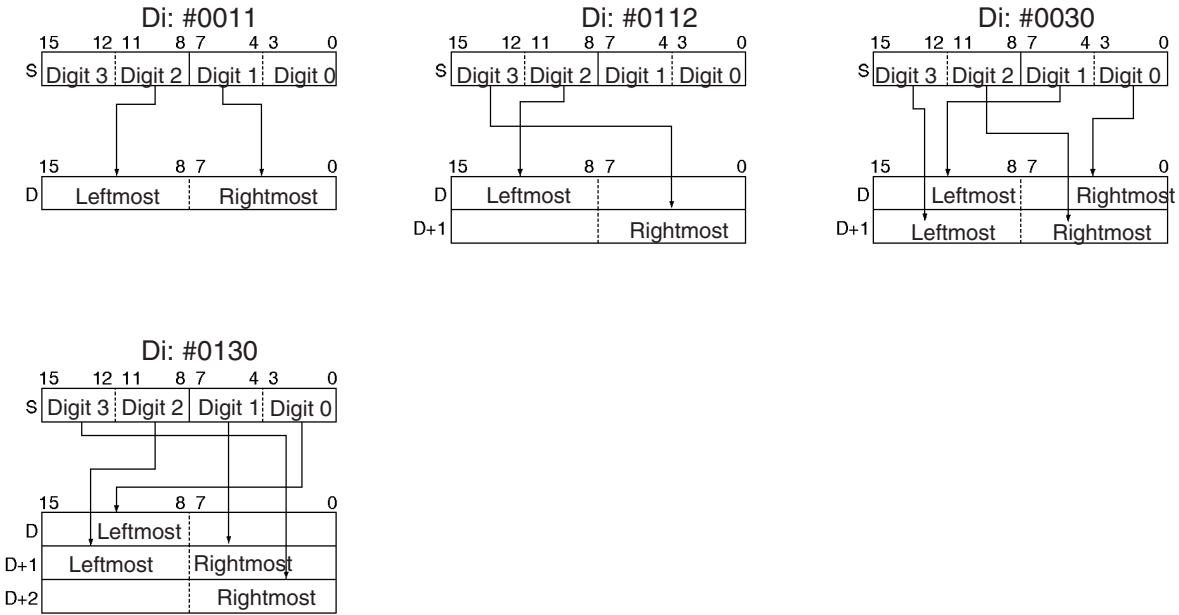 Di: #0011
15 12 11 8 7 4 3 0
S Digit 3 Digit 2 Digit 1 Digit 0
15 8 7 0
D Leftmost Rightmost
Di: #0112
15 12 11 8 7 4 3 0
S Digit 3 Digit 2 Digit 1 Digit 0
15 8 7 0
D Leftmost
D+1 Rightmost
Di: #0030
15 12 11 8 7 4 3 0
S Digit 3 Digit 2 Digit 1 Digit 0
15 8 7 0
D Leftmost Rightmost
D+1 Leftmost Rightmost
Di: #0130
15 12 11 8 7 4 3 0
S Digit 3 Digit 2 Digit 1 Digit 0
15 8 7 0
D Leftmost
D+1 Leftmost Rightmost
D+2 Rightmost